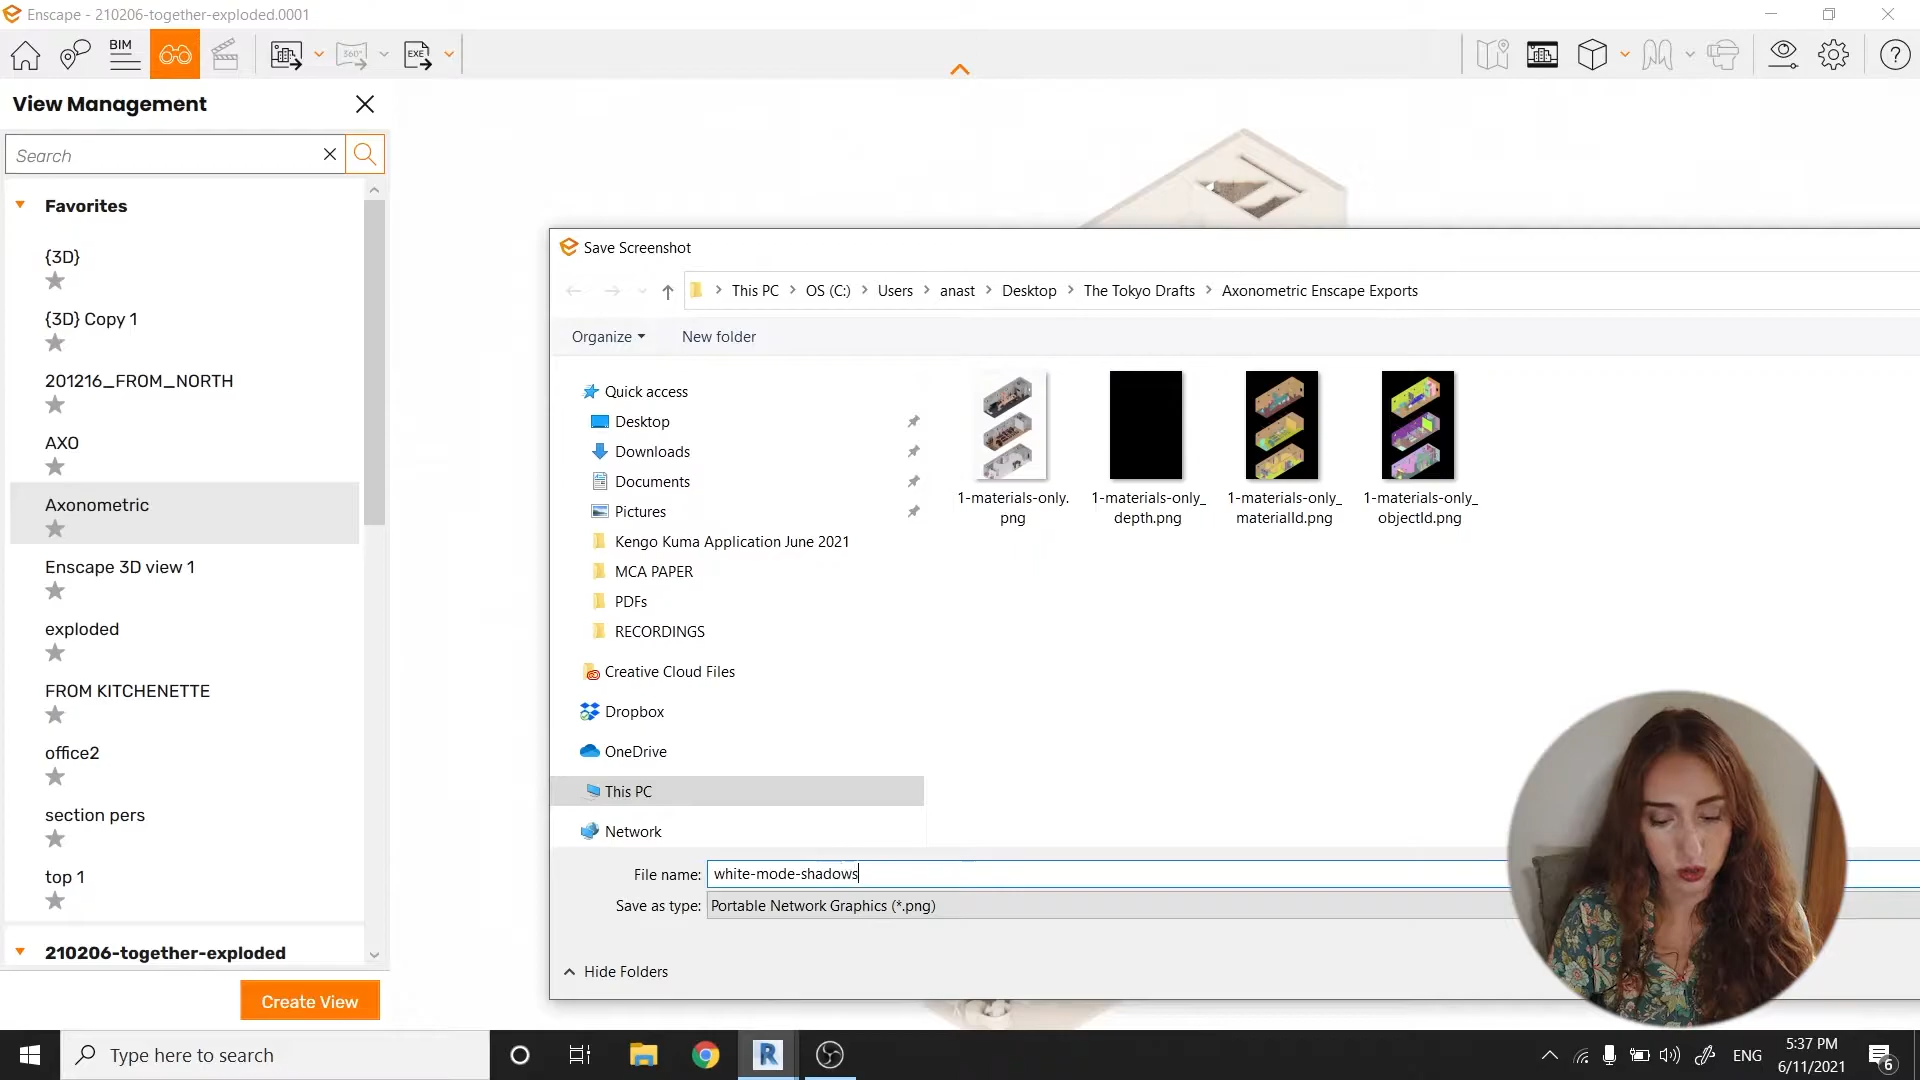 Enscape - 210206-together-exploded.0001
BIM
360°
EXE
?
View Management
Search
Favorites
{3D}
{3D} Copy 1
201216_FROM_NORTH
AXO
Axonometric
Enscape 3D view 1
exploded
FROM KITCHENETTE
office2
section pers
top 1
210206-together-exploded
Create View
Save Screenshot
This PC > OS (C:) > Users > anast > Desktop > The Tokyo Drafts > Axonometric Enscape Exports
Organize
New folder
Quick access
Desktop
Downloads
Documents
Pictures
Kengo Kuma Application June 2021
MCA PAPER
PDFs
RECORDINGS
Creative Cloud Files
Dropbox
OneDrive
This PC
Network
1-materials-only.
png
1-materials-only_
depth.png
1-materials-only_
materialId.png
1-materials-only_
objectId.png
File name: white-mode-shadows
Save as type: Portable Network Graphics (*.png)
Hide Folders
Type here to search
R
ENG
5:37 PM
6/11/2021
6